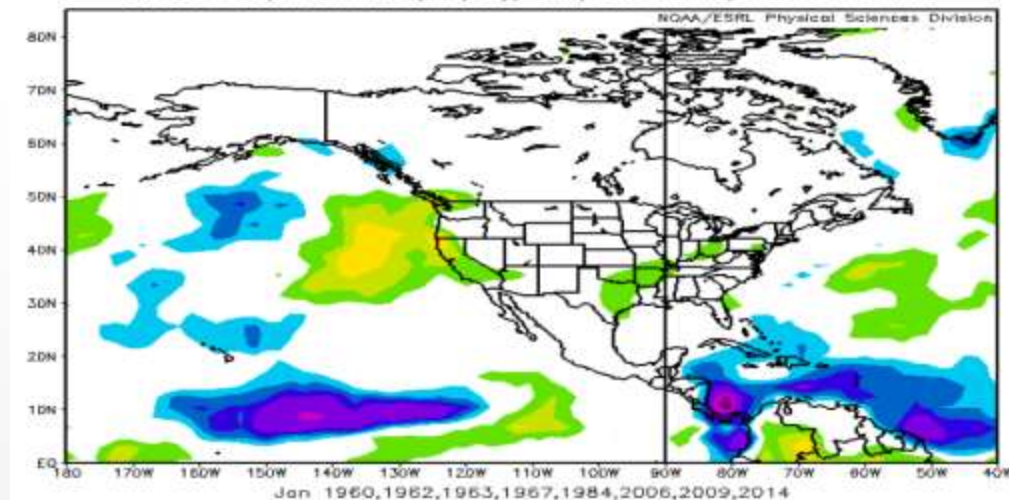 NOAA/ESRL Physical Sciences Division
80N
70N
60N
50N
40N
30N
20N
10N
EQ
180 170W 160W 150W 140W 130W 120W 110W 100W 90W 80W 70W 60W 50W 40W
Jan 1960,1962,1963,1967,1984,2006,2009,2014